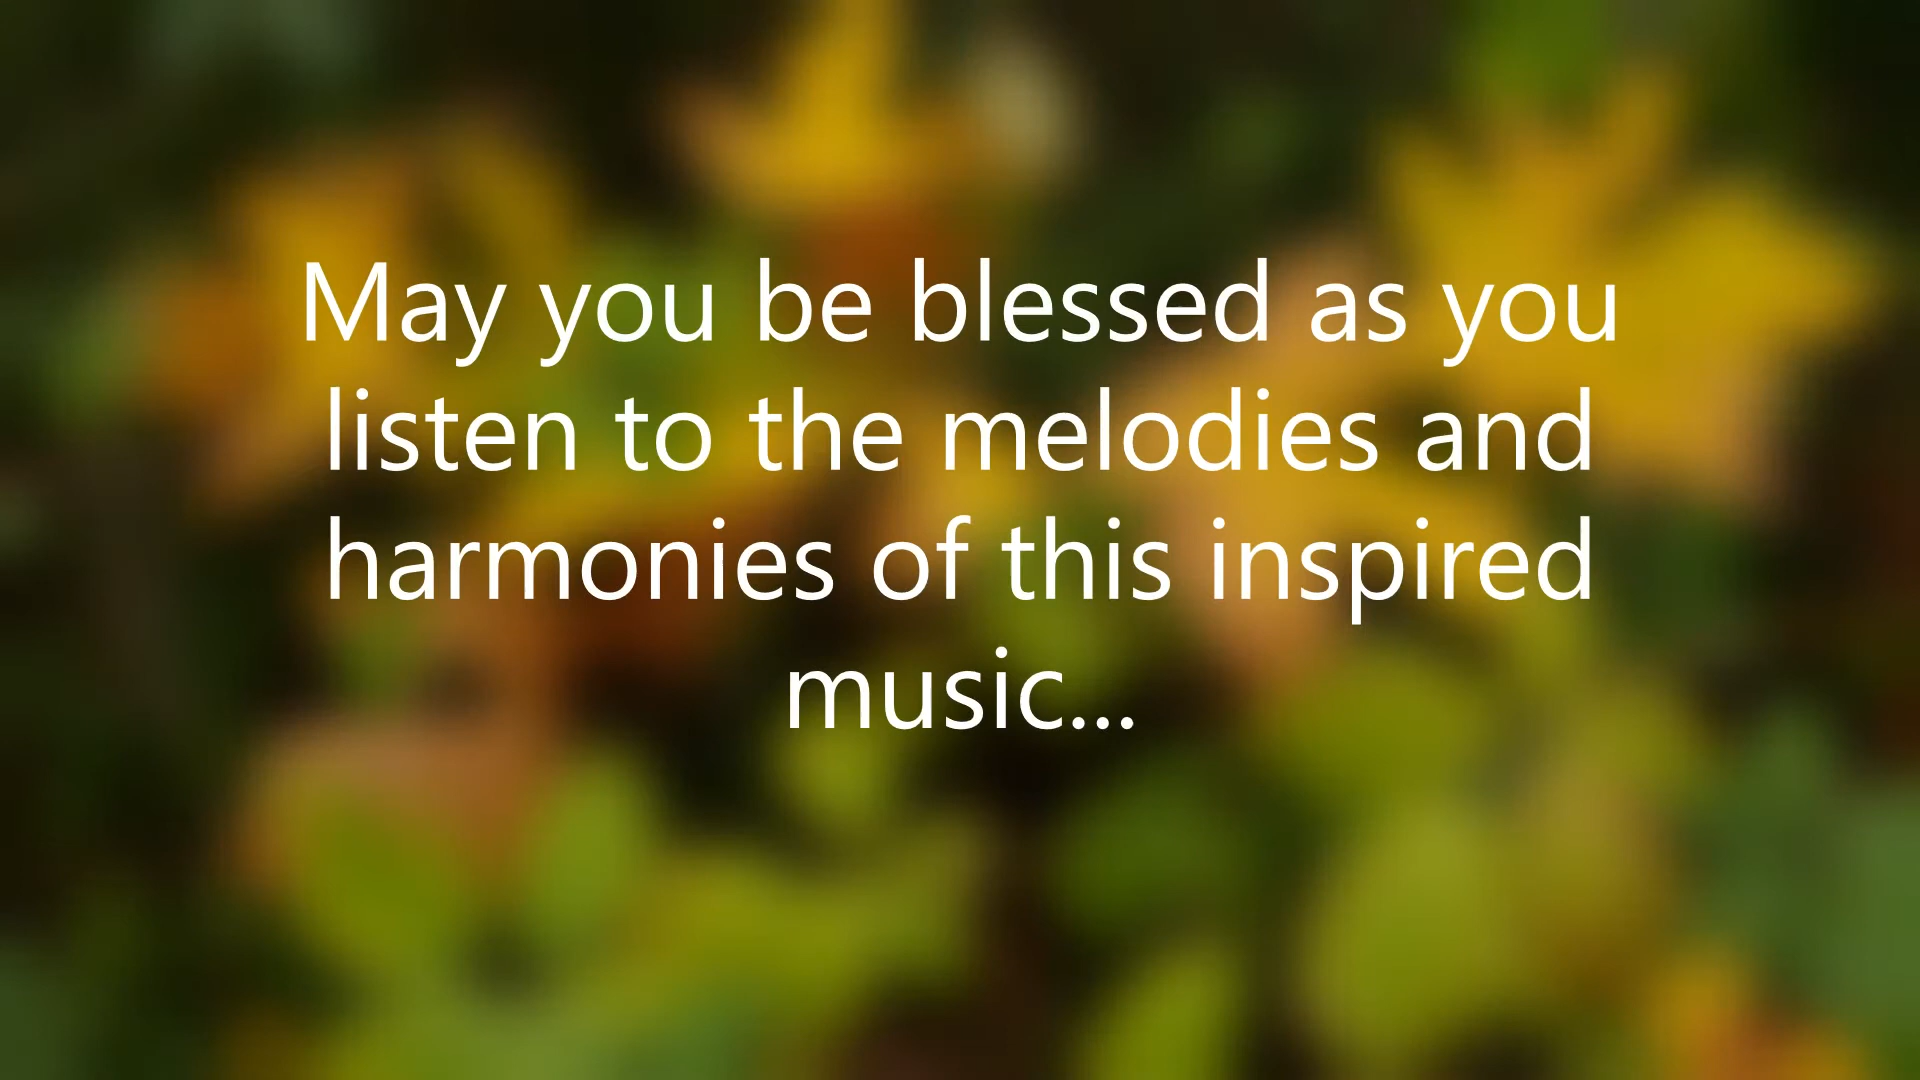 May you be blessed as you
listen to the melodies and
harmonies of this inspired
music...